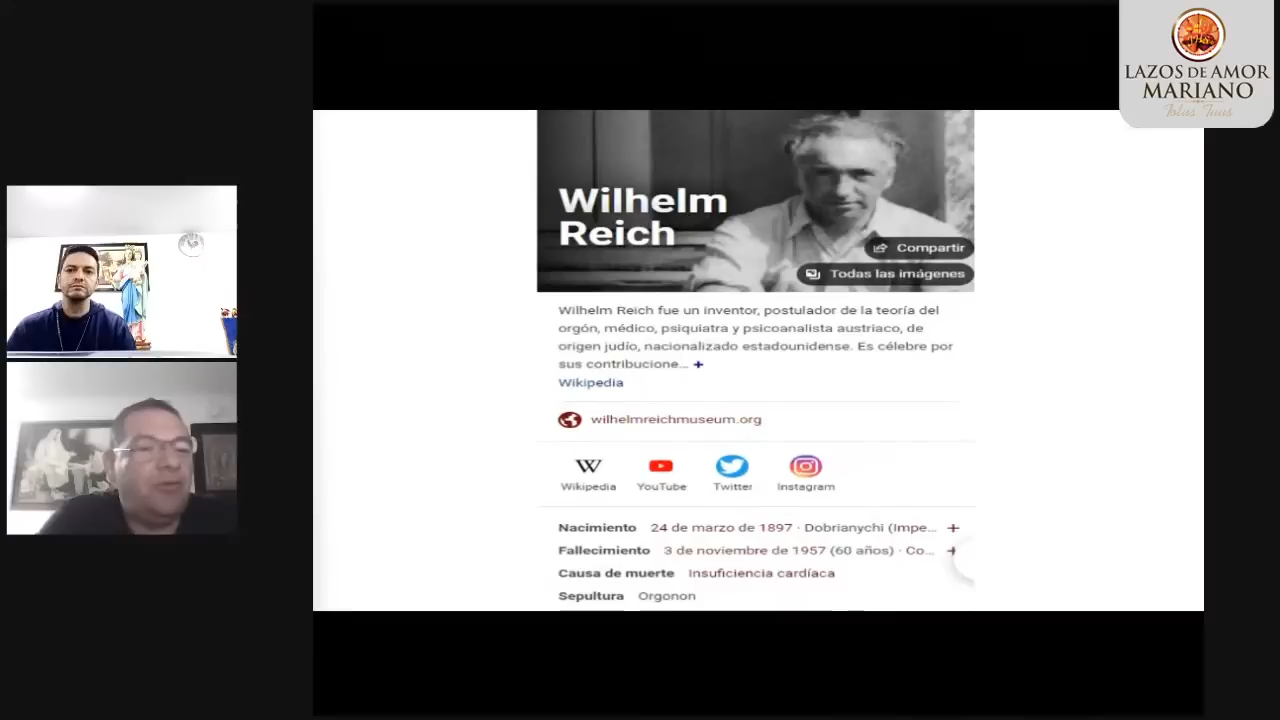 LAZOS DE AMOR
MARIANO
Totus Tuus
Wilhelm
Reich
Compartir
Todas las imágenes
Wilhelm Reich fue un inventor, postulador de la teoría del
orgón, médico, psiquiatra y psicoanalista austriaco, de
origen judío, nacionalizado estadounidense. Es célebre por
sus contribucione... +
Wikipedia
wilhelmreichmuseum.org
W
Wikipedia YouTube Twitter Instagram
Nacimiento 24 de marzo de 1897 · Dobrianychi (Impe... +
Fallecimiento 3 de noviembre de 1957 (60 años) · Co... +
Causa de muerte Insuficiencia cardíaca
Sepultura Orgonon